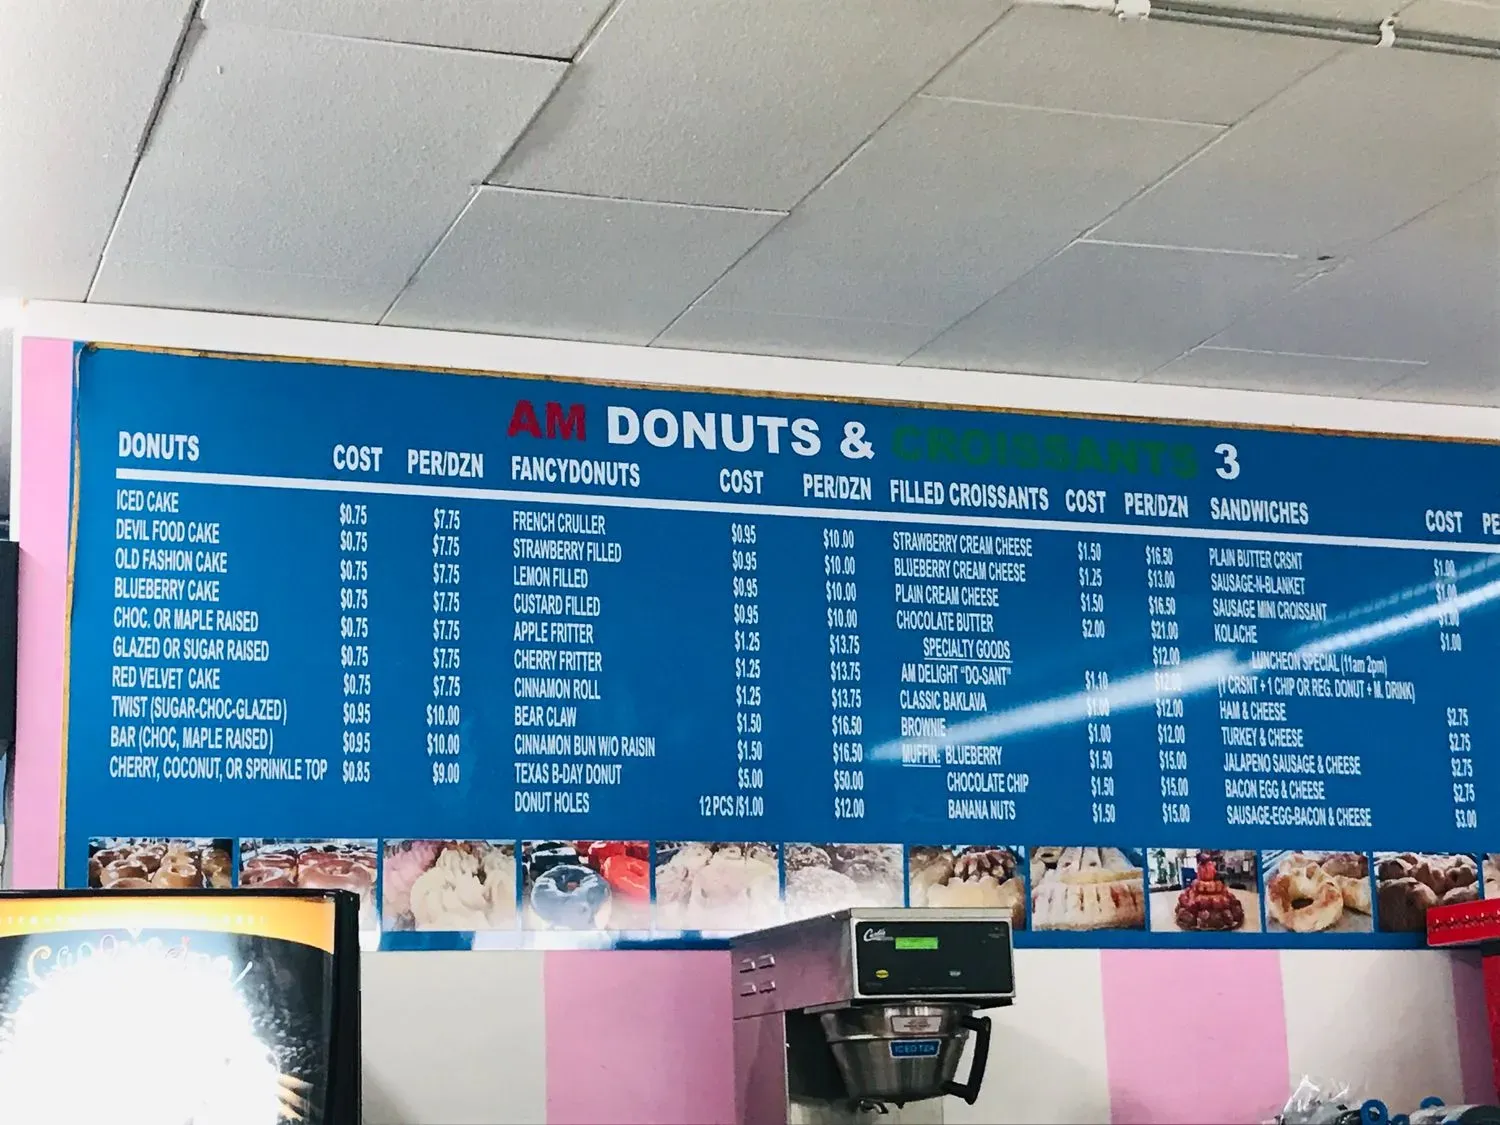 AM DONUTS & CROISSANTS 3
DONUTS COST PER/DZN
ICED CAKE $0.75 $7.75
DEVIL FOOD CAKE $0.75 $7.75
OLD FASHION CAKE $0.75 $7.75
BLUEBERRY CAKE $0.75 $7.75
CHOC. OR MAPLE RAISED $0.75 $7.75
GLAZED OR SUGAR RAISED $0.75 $7.75
RED VELVET CAKE $0.75 $7.75
TWIST (SUGAR-CHOC-GLAZED) $0.95 $10.00
BAR (CHOC, MAPLE RAISED) $0.95 $10.00
CHERRY, COCONUT, OR SPRINKLE TOP $0.85 $9.00
FANCYDONUTS COST PER/DZN
FRENCH CRULLER $0.95 $10.00
STRAWBERRY FILLED $0.95 $10.00
LEMON FILLED $0.95 $10.00
CUSTARD FILLED $0.95 $10.00
APPLE FRITTER $1.25 $13.75
CHERRY FRITTER $1.25 $13.75
CINNAMON ROLL $1.25 $13.75
BEAR CLAW $1.50 $16.50
CINNAMON BUN W/O RAISIN $1.50 $16.50
TEXAS B-DAY DONUT $5.00 $50.00
DONUT HOLES 12 PCS /$1.00 $12.00
FILLED CROISSANTS COST PER/DZN
STRAWBERRY CREAM CHEESE $1.50 $16.50
BLUEBERRY CREAM CHEESE $1.25 $13.00
PLAIN CREAM CHEESE $1.50 $16.50
CHOCOLATE BUTTER $2.00 $21.00
SPECIALTY GOODS $12.00
AM DELIGHT "DO-SANT" $1.10
CLASSIC BAKLAVA $12.00
BROWNIE $1.00 $12.00
MUFFIN: BLUEBERRY $1.50 $15.00
CHOCOLATE CHIP $1.50 $15.00
BANANA NUTS $1.50 $15.00
SANDWICHES COST PE
PLAIN BUTTER CRSNT $1.00
SAUSAGE-N-BLANKET $1.00
SAUSAGE MINI CROISSANT
KOLACHE $1.00
LUNCHEON SPECIAL (11am 2pm)
(1 CRSNT + 1 CHIP OR REG. DONUT + M. DRINK)
HAM & CHEESE $2.75
TURKEY & CHEESE $2.75
JALAPENO SAUSAGE & CHEESE $2.75
BACON EGG & CHEESE $2.75
SAUSAGE-EGG-BACON & CHEESE $3.00
Curtis
ICED TEA